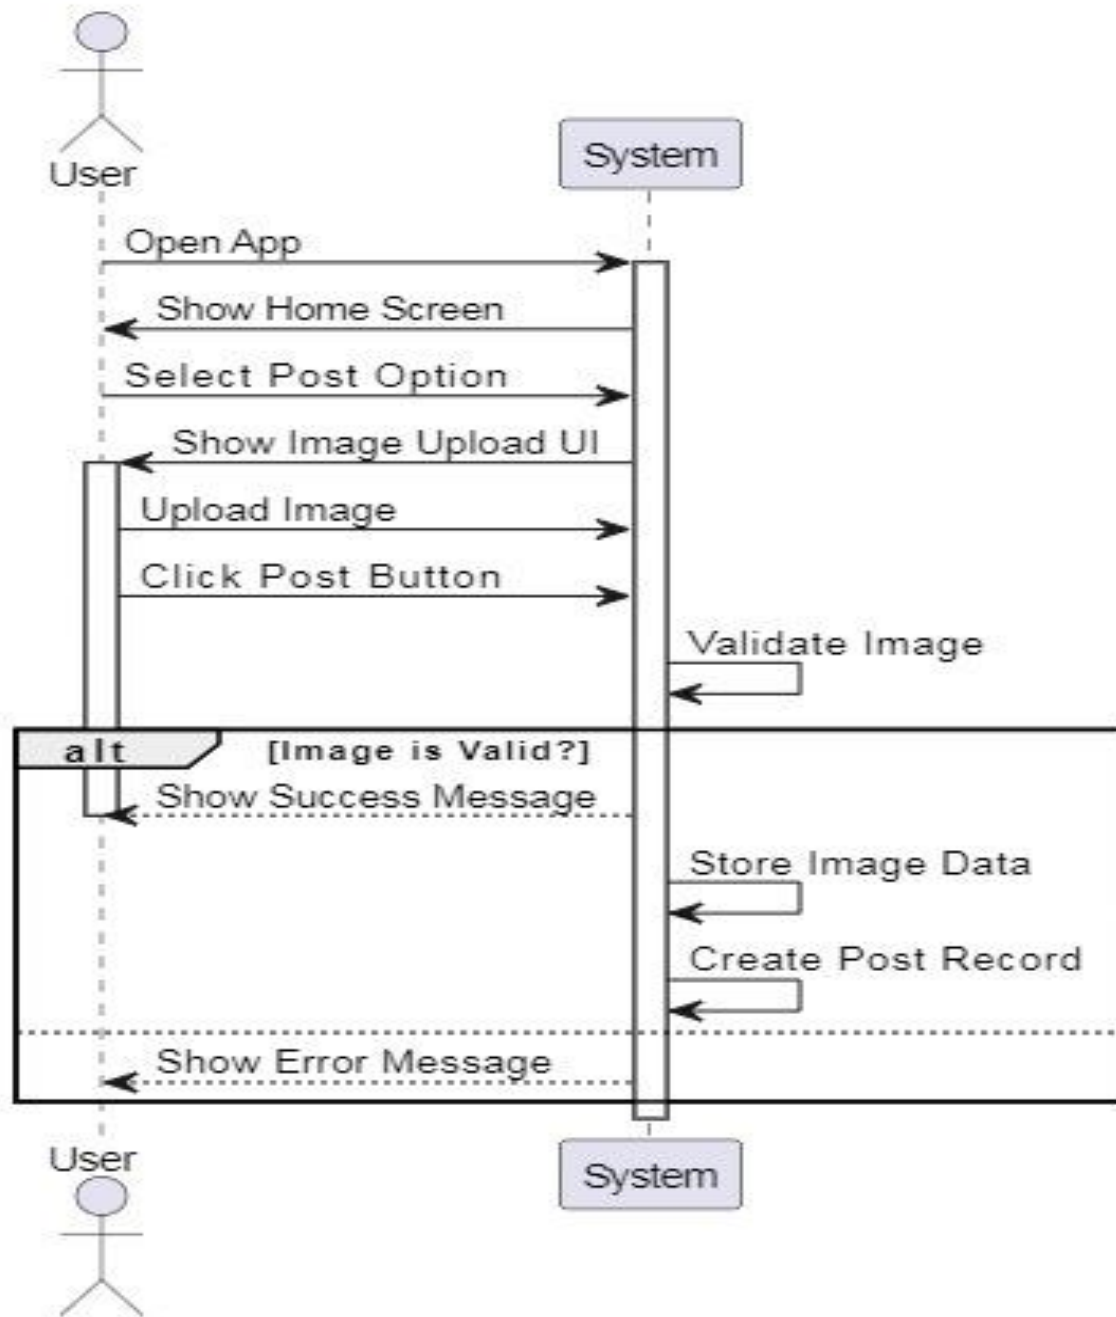 User
System
Open App
Show Home Screen
Select Post Option
Show Image Upload UI
Upload Image
Click Post Button
Validate Image
alt [Image is Valid?]
Show Success Message
Store Image Data
Create Post Record
Show Error Message
User
System